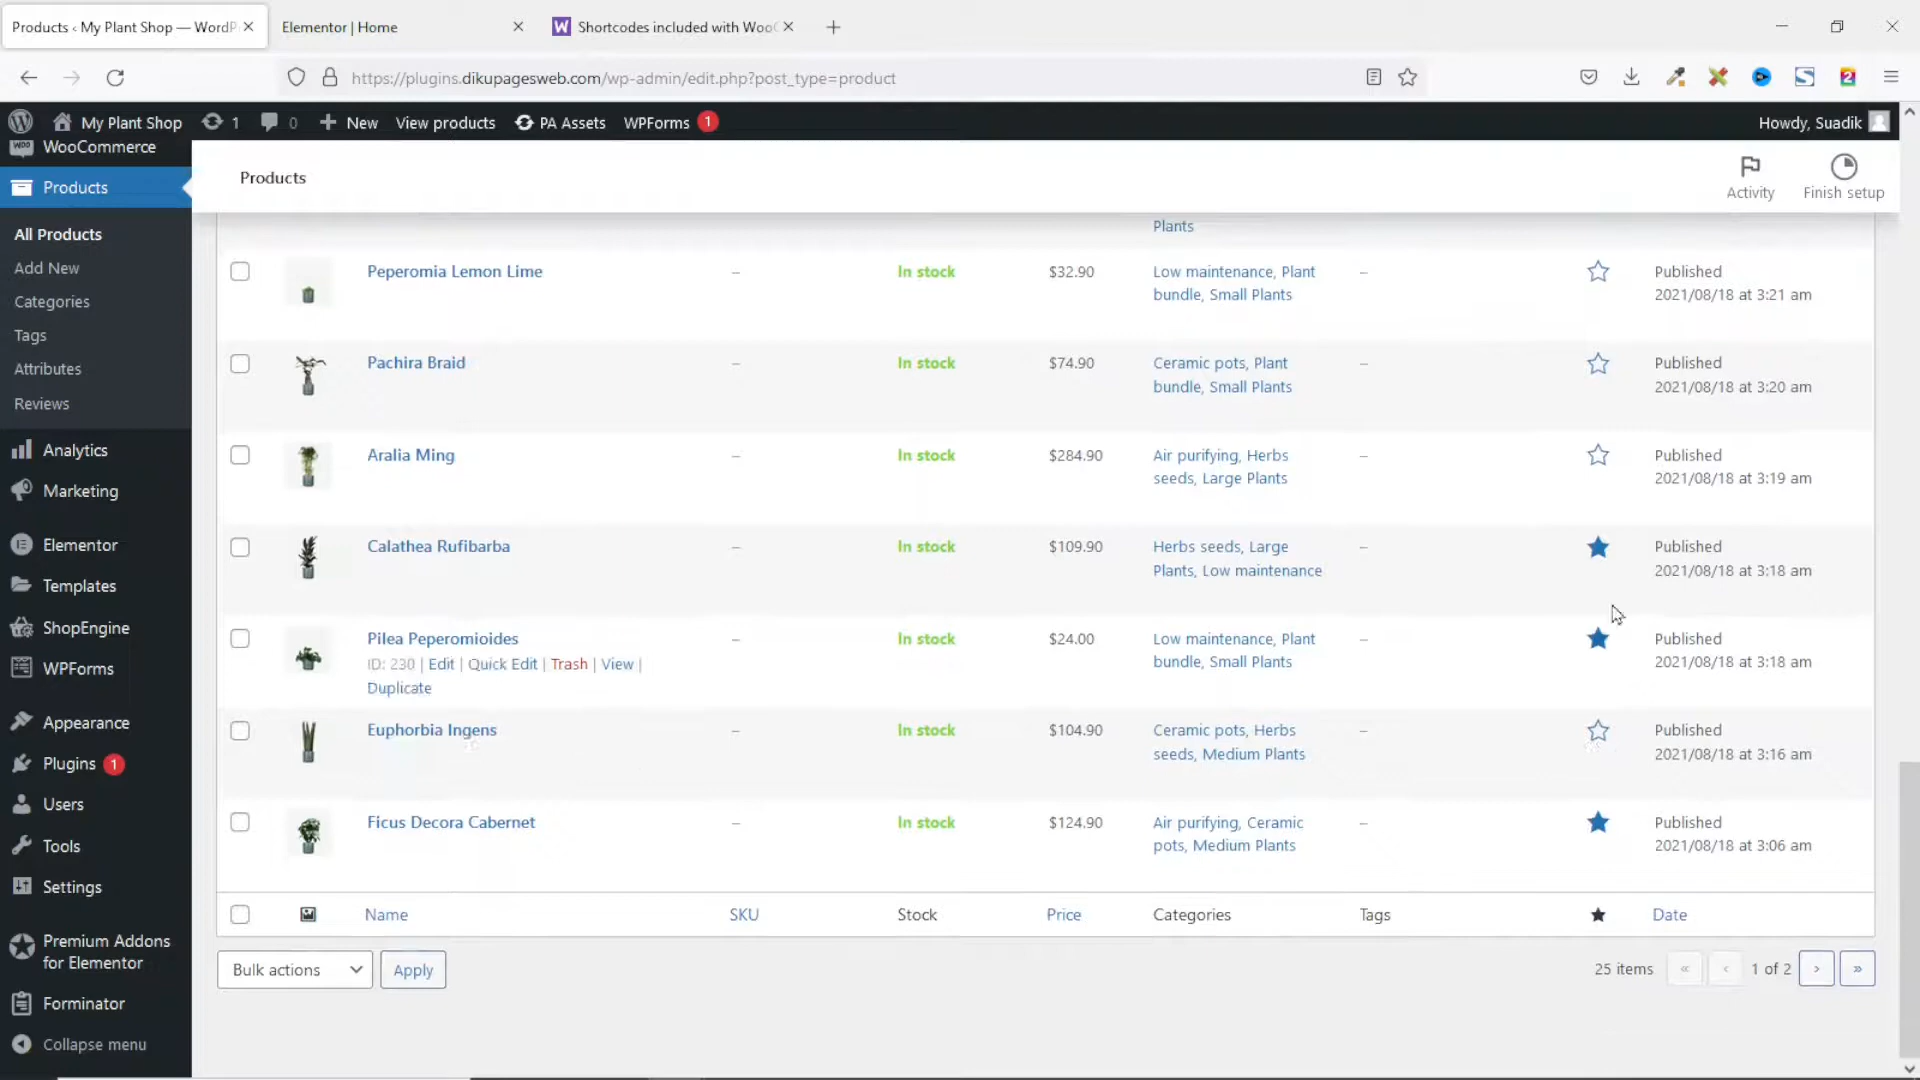 Products ‹ My Plant Shop — WordP
Elementor | Home
Shortcodes included with WooC
https://plugins.dikupagesweb.com/wp-admin/edit.php?post_type=product
My Plant Shop 1 0 New View products PA Assets WPForms 1 Howdy, Suadik
WooCommerce
Products
All Products
Add New
Categories
Tags
Attributes
Reviews
Analytics
Marketing
Elementor
Templates
ShopEngine
WPForms
Appearance
Plugins 1
Users
Tools
Settings
Premium Addons
for Elementor
Forminator
Collapse menu
Products
Activity
Finish setup
Plants
Peperomia Lemon Lime – In stock $32.90 Low maintenance, Plant – Published
bundle, Small Plants 2021/08/18 at 3:21 am
Pachira Braid – In stock $74.90 Ceramic pots, Plant – Published
bundle, Small Plants 2021/08/18 at 3:20 am
Aralia Ming – In stock $284.90 Air purifying, Herbs – Published
seeds, Large Plants 2021/08/18 at 3:19 am
Calathea Rufibarba – In stock $109.90 Herbs seeds, Large – Published
Plants, Low maintenance 2021/08/18 at 3:18 am
Pilea Peperomioides – In stock $24.00 Low maintenance, Plant – Published
ID: 230 | Edit | Quick Edit | Trash | View | bundle, Small Plants 2021/08/18 at 3:18 am
Duplicate
Euphorbia Ingens – In stock $104.90 Ceramic pots, Herbs – Published
seeds, Medium Plants 2021/08/18 at 3:16 am
Ficus Decora Cabernet – In stock $124.90 Air purifying, Ceramic – Published
pots, Medium Plants 2021/08/18 at 3:06 am
Name SKU Stock Price Categories Tags Date
Bulk actions Apply 25 items « ‹ 1 of 2 › »